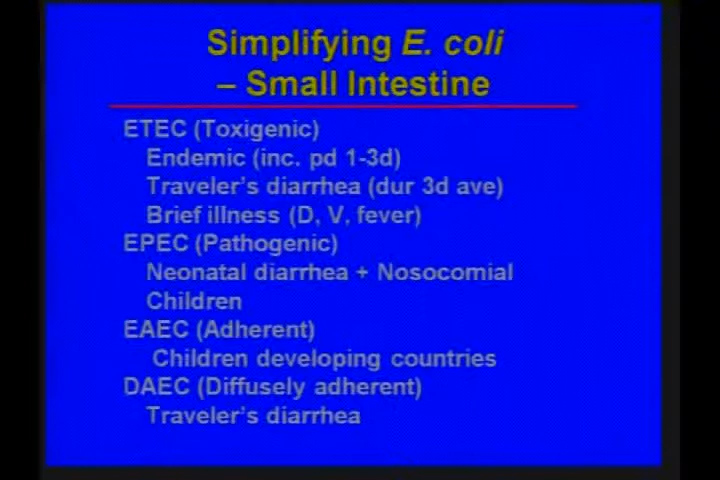 Simplifying E. coli
– Small Intestine
ETEC (Toxigenic)
Endemic (inc. pd 1-3d)
Traveler's diarrhea (dur 3d ave)
Brief illness (D, V, fever)
EPEC (Pathogenic)
Neonatal diarrhea + Nosocomial
Children
EAEC (Adherent)
Children developing countries
DAEC (Diffusely adherent)
Traveler's diarrhea